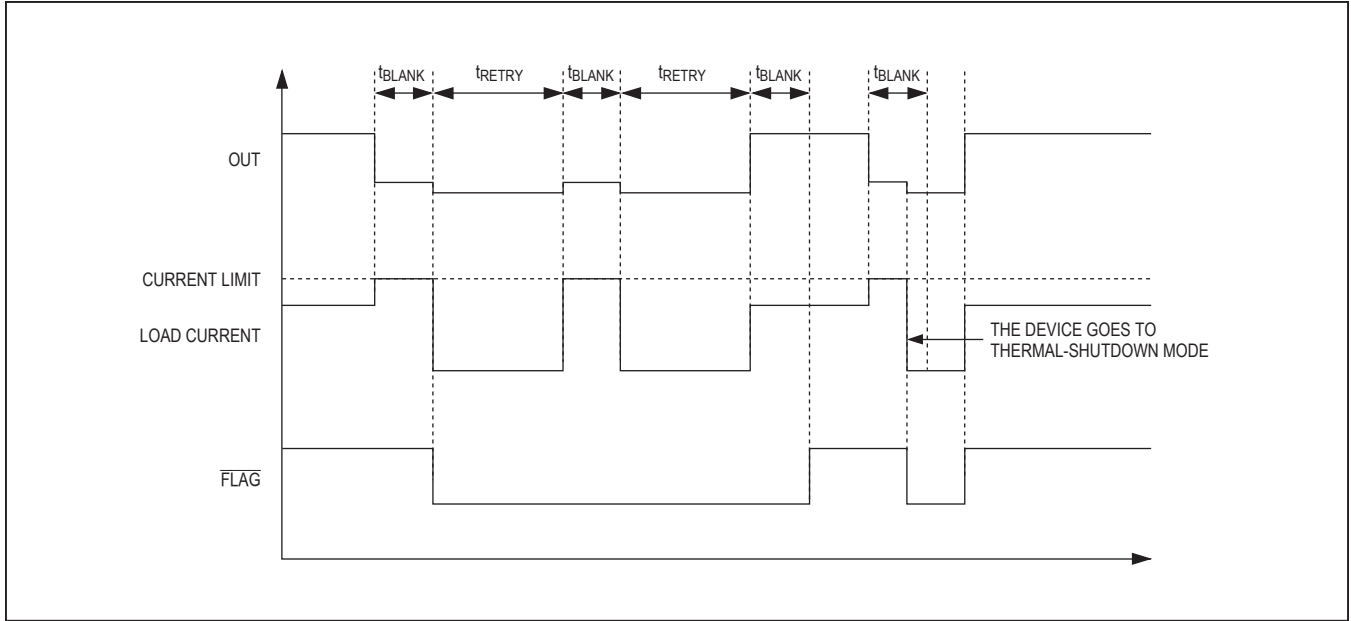 tBLANK tRETRY tBLANK tRETRY tBLANK tBLANK
OUT
CURRENT LIMIT
LOAD CURRENT
THE DEVICE GOES TO
THERMAL-SHUTDOWN MODE
FLAG